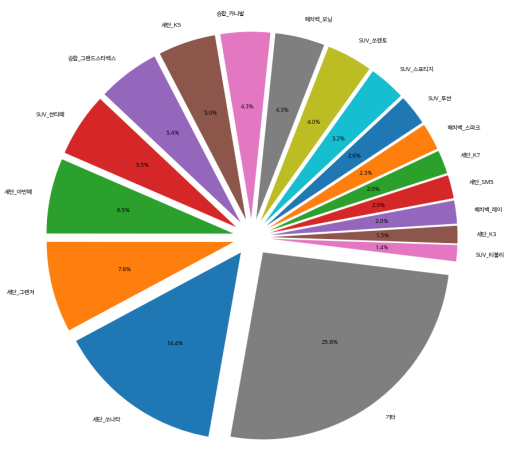 승합_카니발
세단_K5
해치백_모닝
SUV_쏘렌토
승합_그랜드스타렉스
SUV_스포티지
SUV_투싼
SUV_싼타페
해치백_스파크
세단_K7
세단_아반떼
세단_SM5
해치백_레이
세단_K3
SUV_티볼리
세단_그랜저
세단_쏘나타
기타
4.3%
5.0%
4.3%
4.0%
5.4%
3.2%
2.6%
5.5%
2.3%
2.0%
6.5%
2.0%
2.0%
1.5%
1.4%
7.8%
14.4%
25.8%